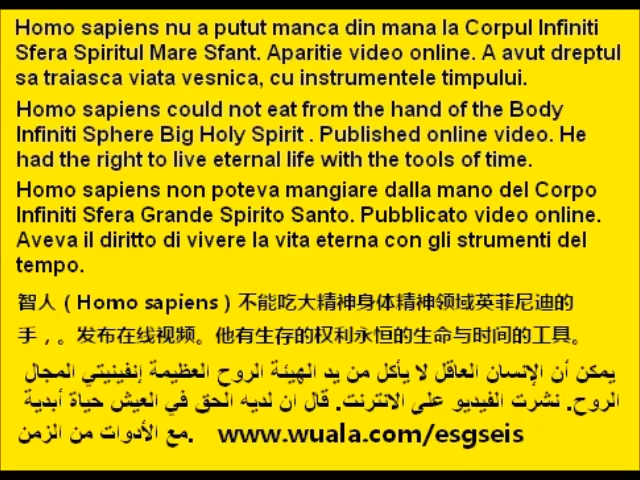 Homo sapiens nu a putut manca din mana la Corpul Infiniti
Sfera Spiritul Mare Sfant. Aparitie video online. A avut dreptul
sa traiasca viata vesnica, cu instrumentele timpului.
Homo sapiens could not eat from the hand of the Body
Infiniti Sphere Big Holy Spirit . Published online video. He
had the right to live eternal life with the tools of time.
Homo sapiens non poteva mangiare dalla mano del Corpo
Infiniti Sfera Grande Spirito Santo. Pubblicato video online.
Aveva il diritto di vivere la vita eterna con gli strumenti del
tempo.
智人（Homo sapiens）不能吃大精神身体精神领域英菲尼迪的
手，。发布在线视频。他有生存的权利永恒的生命与时间的工具。
يمكن أن الإنسان العاقل لا يأكل من يد الهيئة الروح العظيمة إنفينيتي المجال
الروح. نشرت الفيديو على الانترنت. قال ان لديه الحق في العيش حياة أبدية
مع الأدوات من الزمن. www.wuala.com/esgseis